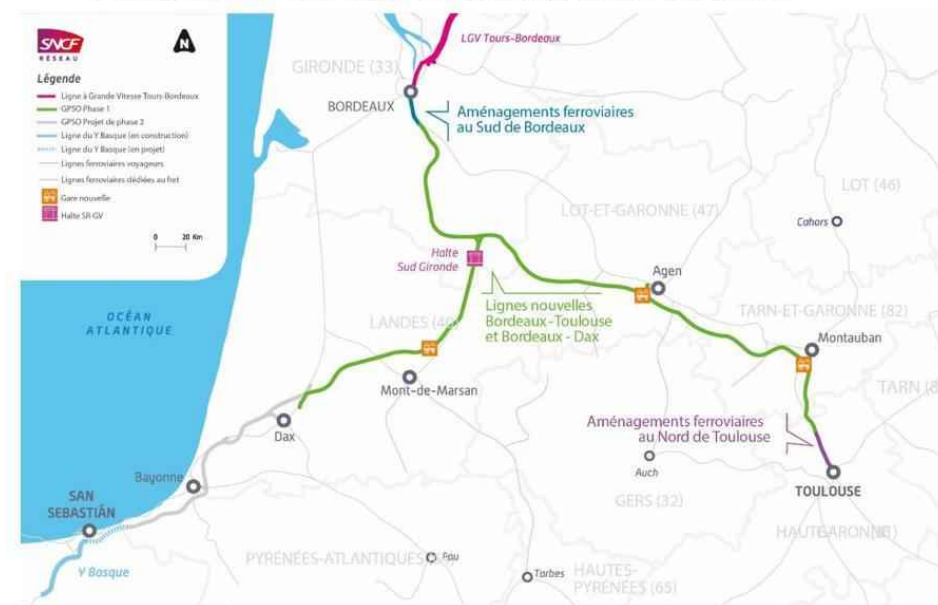 SNCF
RÉSEAU
N
Légende
Ligne à Grande Vitesse Tours-Bordeaux
GPSO Phase 1
GPSO Projet de phase 2
Ligne du Y Basque (en construction)
Ligne du Y Basque (en projet)
Lignes ferroviaires voyageurs
Lignes ferroviaires dédiées au fret
Gare nouvelle
Halte SR-GV
0 20 Km
LGV Tours-Bordeaux
GIRONDE (33)
BORDEAUX
Aménagements ferroviaires
au Sud de Bordeaux
LOT (46)
LOT-ET-GARONNE (47)
Cahors
Halte
Sud Gironde
Agen
Lignes nouvelles
Bordeaux-Toulouse
et Bordeaux - Dax
TARN-ET-GARONNE (82)
OCÉAN
ATLANTIQUE
LANDES (40)
Montauban
Mont-de-Marsan
TARN (8
Dax
Aménagements ferroviaires
au Nord de Toulouse
Auch
Bayonne
TOULOUSE
SAN
SEBASTIÁN
GERS (32)
PYRÉNÉES-ATLANTIQUES
Pau
Y Basque
Tarbes
HAUTES-
PYRÉNÉES (65)